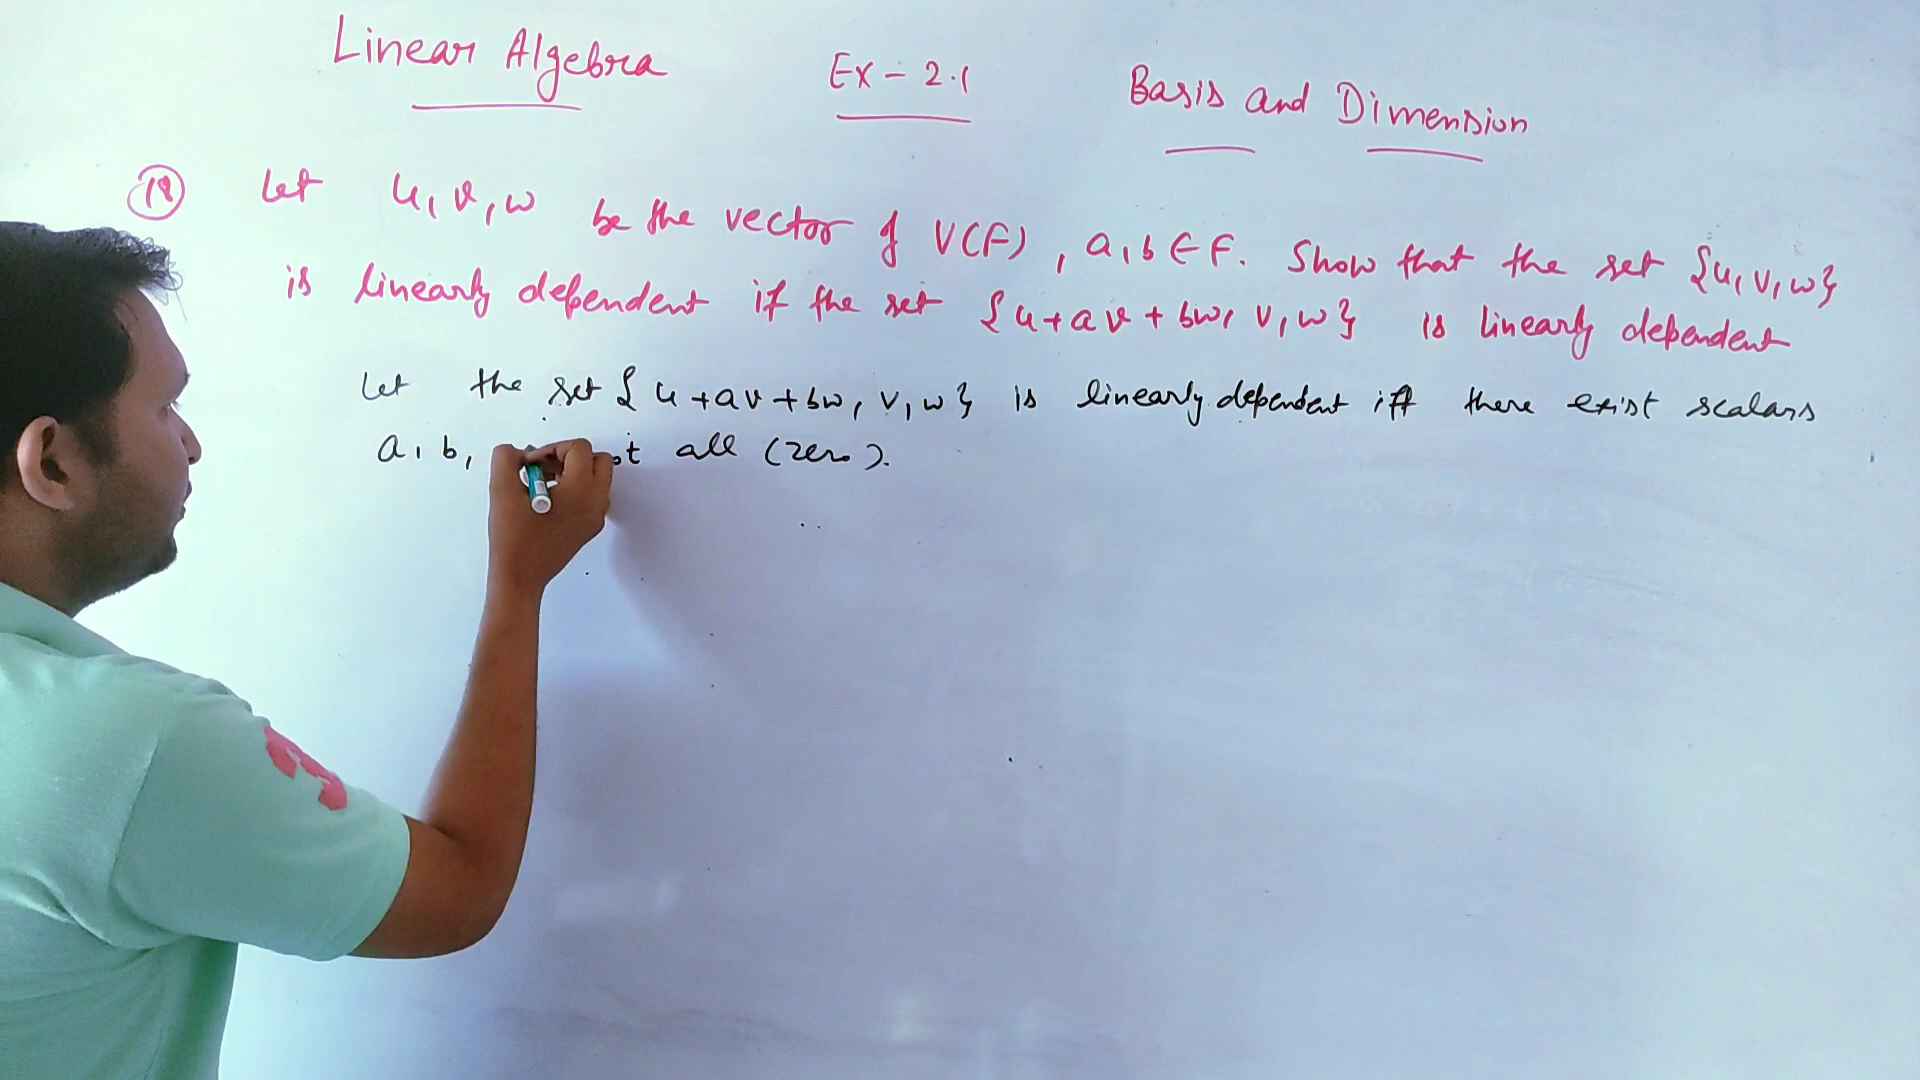 Linear Algebra Ex - 2.1 Basis and Dimension
18 Let u, v, w be the vector of V(F), a, b ∈ F. Show that the set {u, v, w}
is linearly dependent if the set {u + av + bw, v, w} is linearly dependent
Let the set {u + av + bw, v, w} is linearly dependent iff there exist scalars
a, b, all (zero).